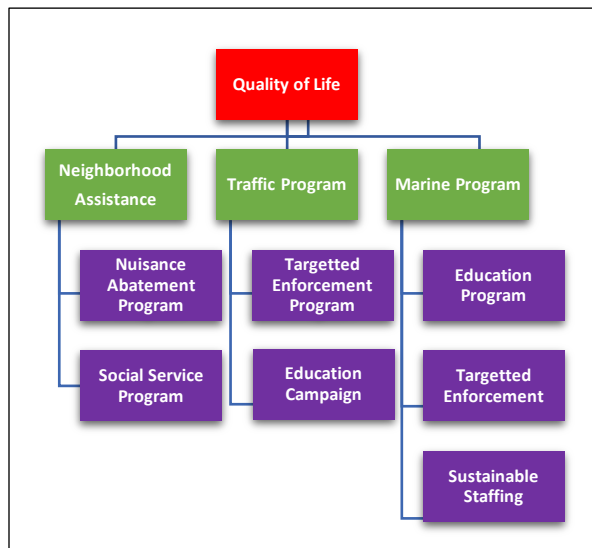 Quality of Life
Neighborhood
Assistance
Traffic Program
Marine Program
Nuisance
Abatement
Program
Targetted
Enforcement
Program
Education
Program
Social Service
Program
Education
Campaign
Targetted
Enforcement
Sustainable
Staffing